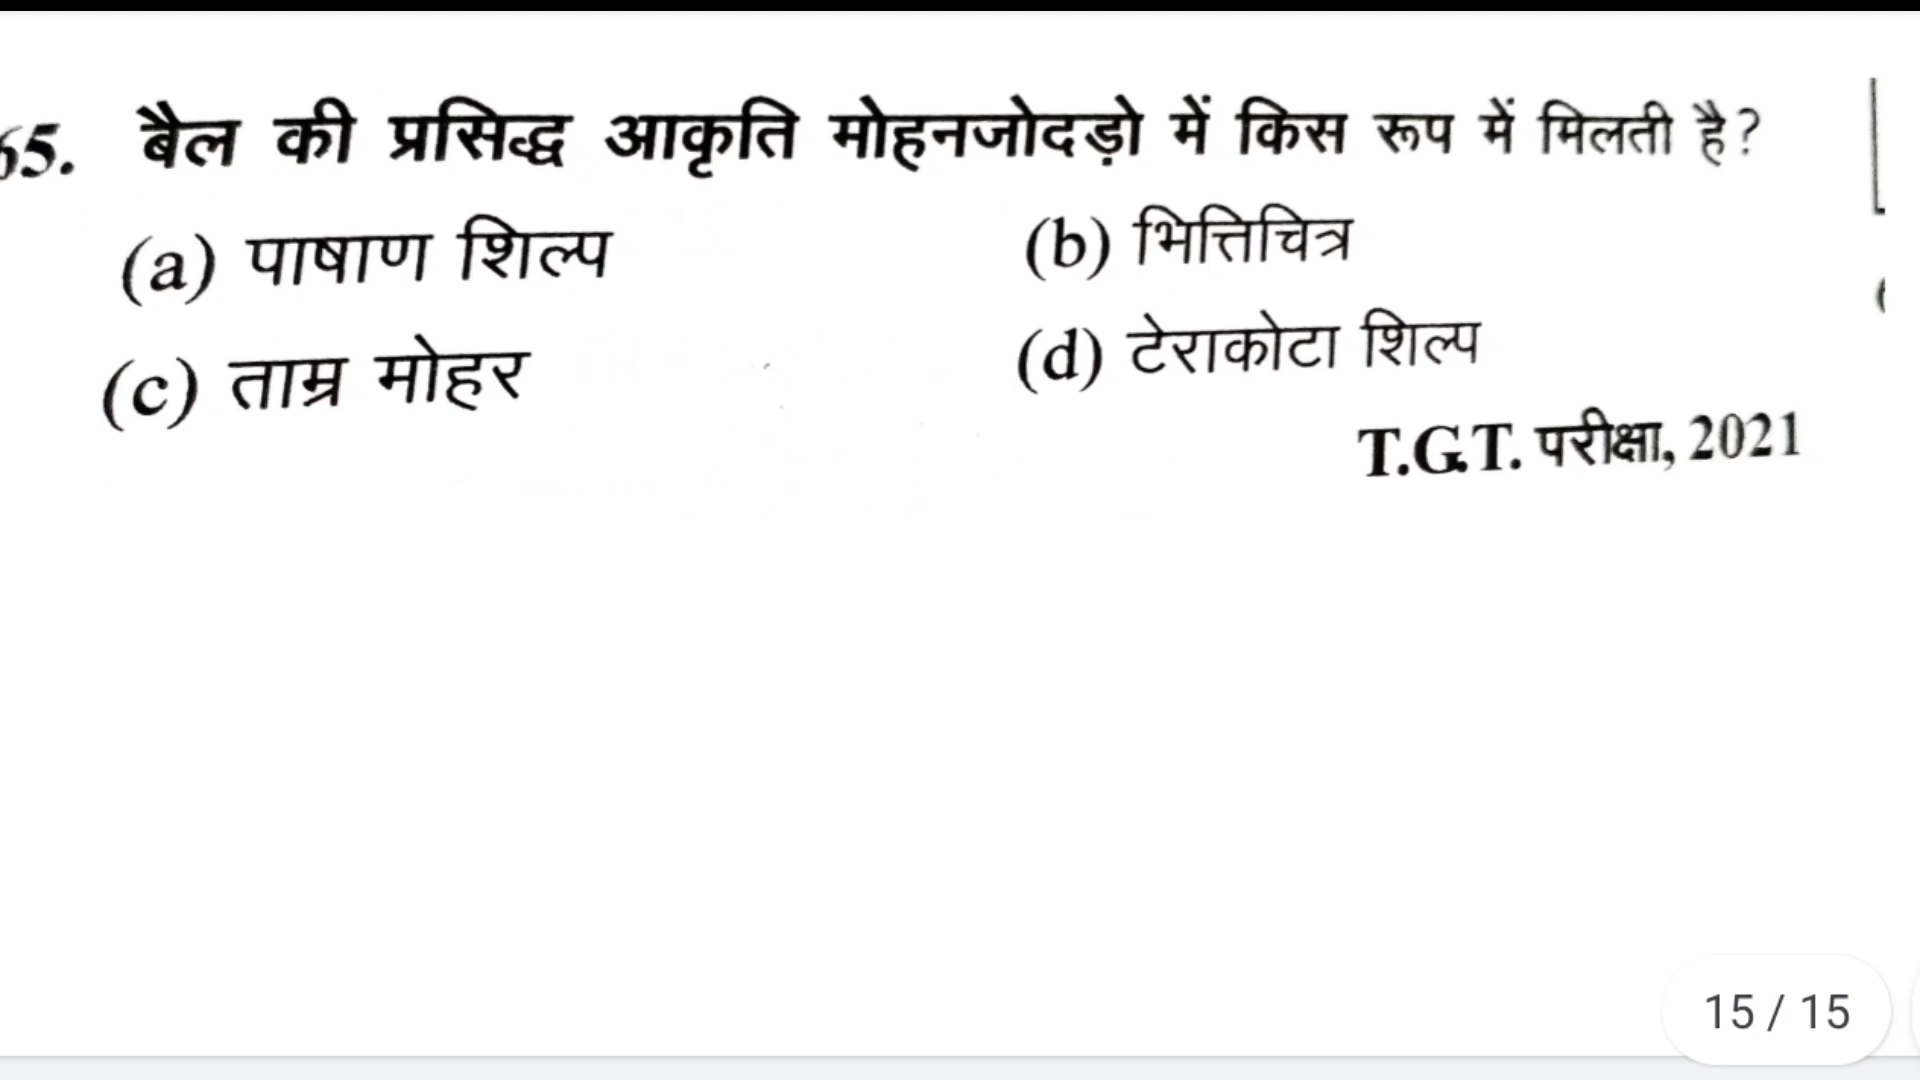 65. बैल की प्रसिद्ध आकृति मोहनजोदड़ो में किस रूप में मिलती है?
(a) पाषाण शिल्प (b) भित्तिचित्र
(c) ताम्र मोहर (d) टेराकोटा शिल्प
T.G.T. परीक्षा, 2021
15 / 15